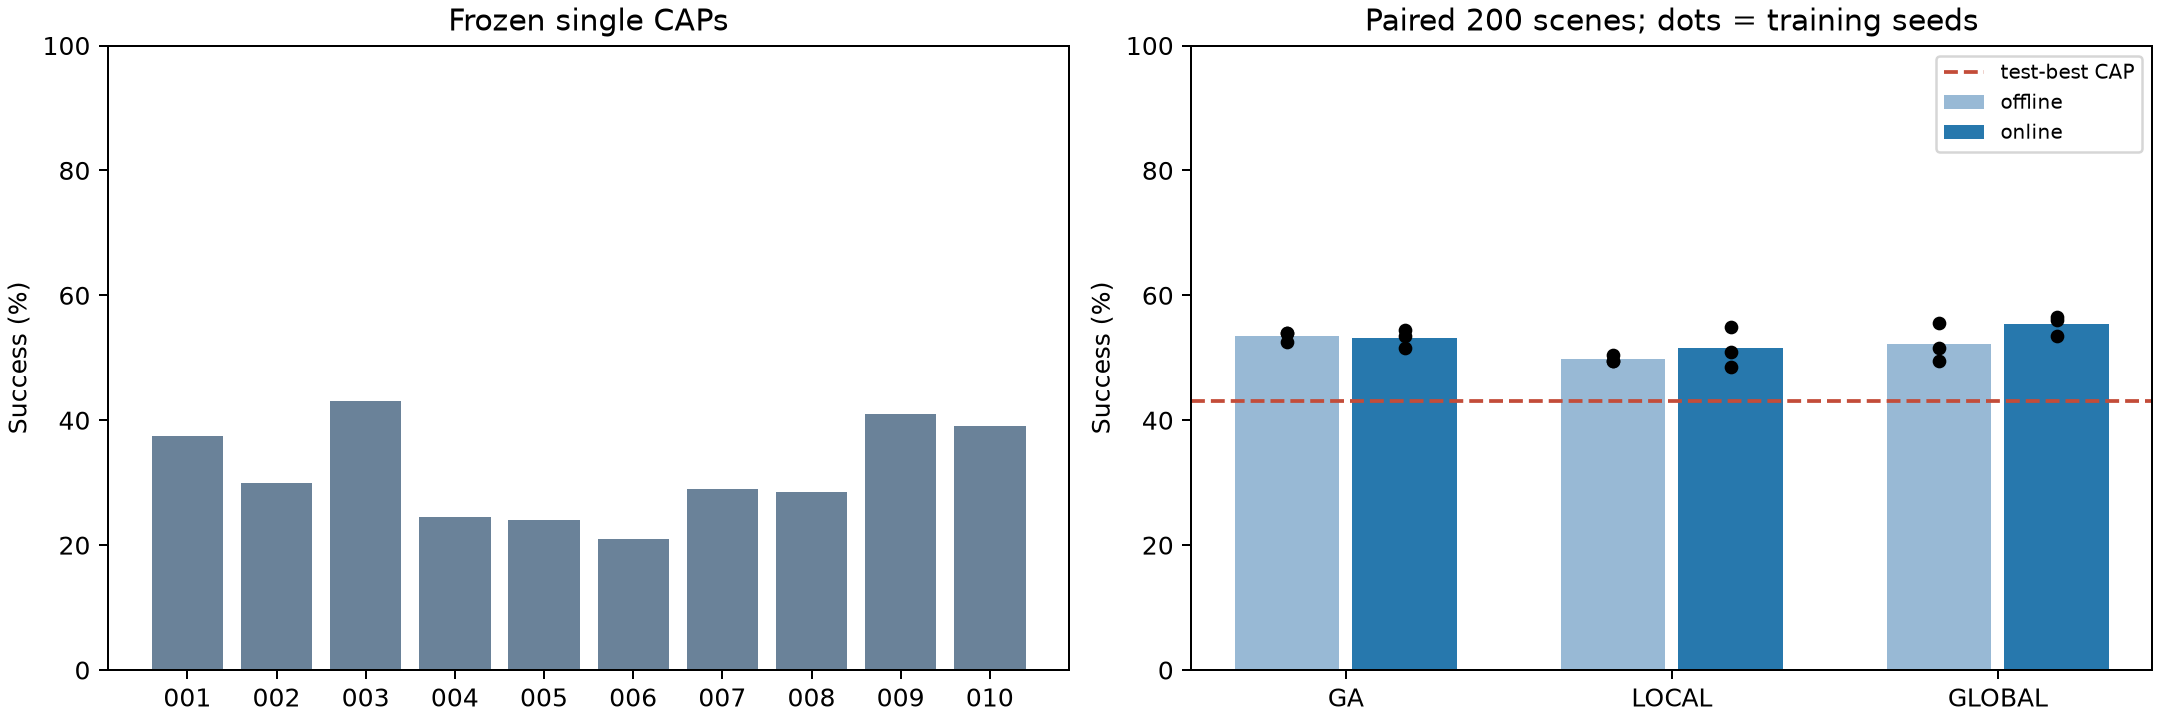 Frozen single CAPs
Success (%)
100
80
60
40
20
0
001 002 003 004 005 006 007 008 009 010
Paired 200 scenes; dots = training seeds
Success (%)
100
80
60
40
20
0
test-best CAP
offline
online
GA LOCAL GLOBAL